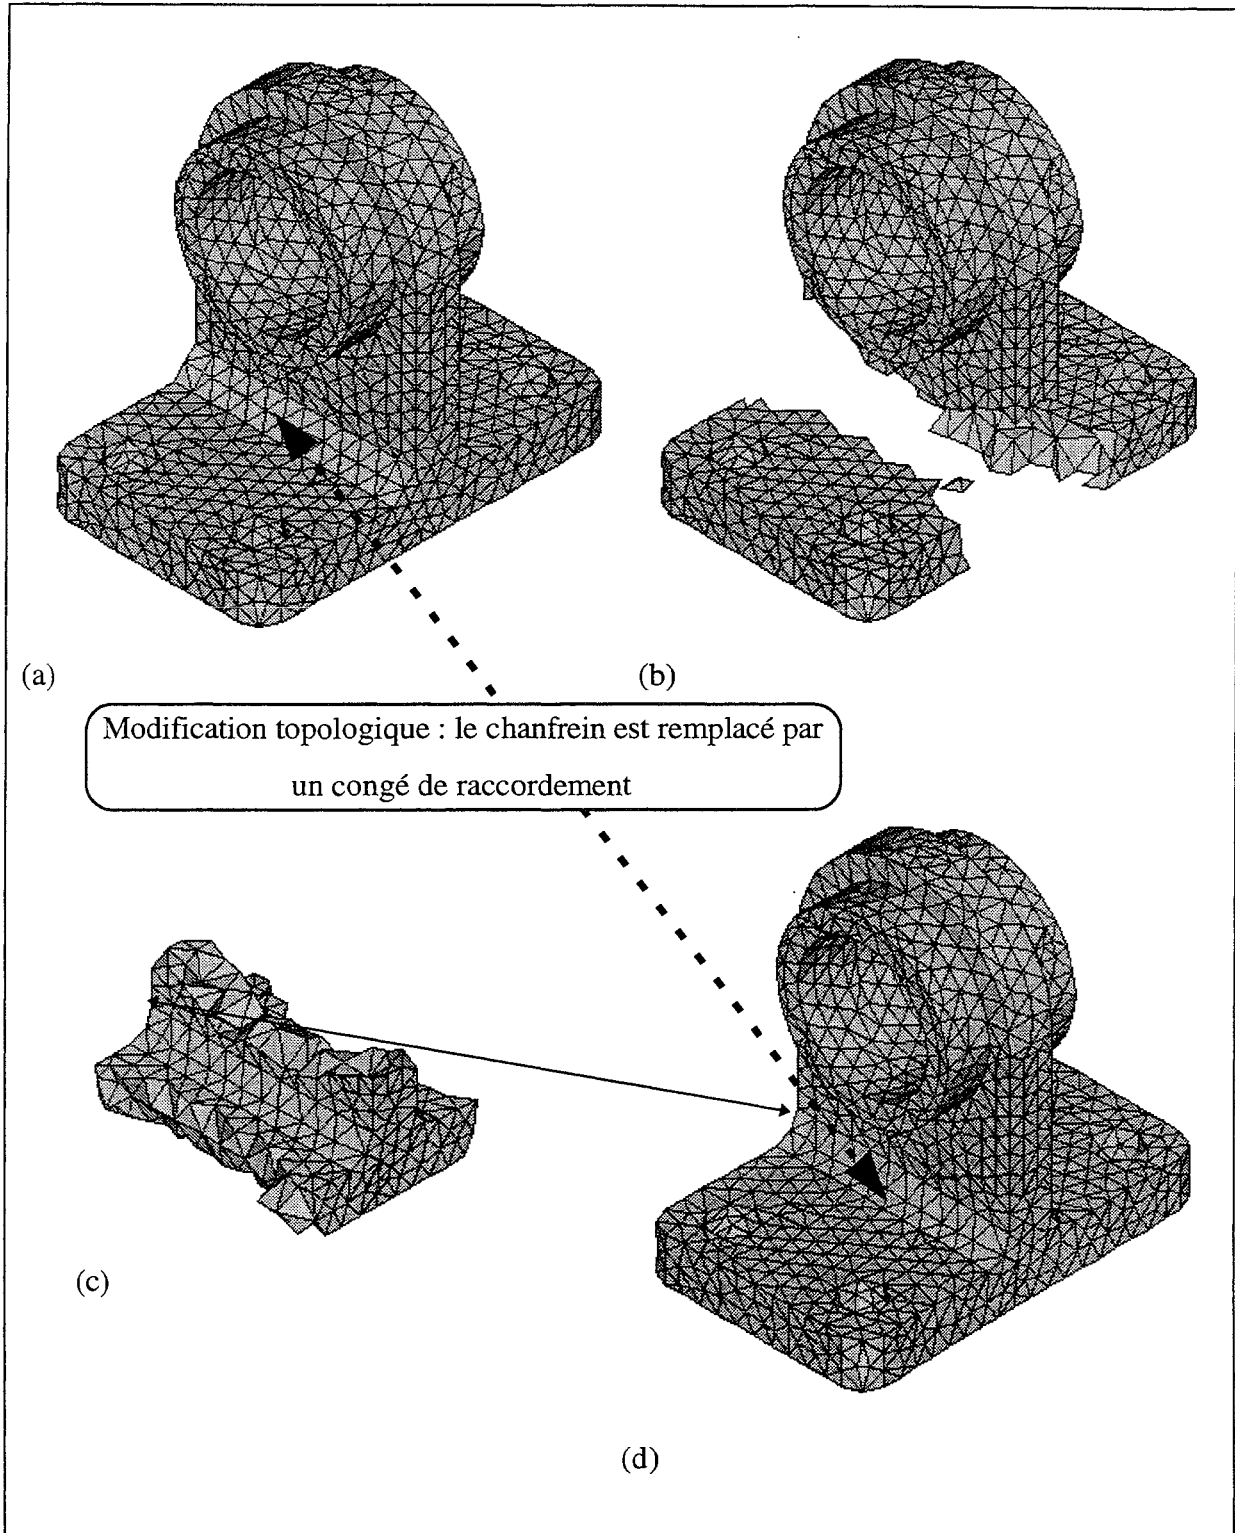 (a)
(b)
Modification topologique : le chanfrein est remplacé par
un congé de raccordement
(c)
(d)